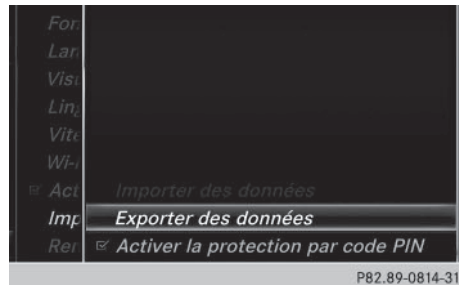 For
Lan
Visu
Ling
Vite
Wi-
Act
Importer des données
Imp
Exporter des données
Rer
Activer la protection par code PIN
P82.89-0814-31